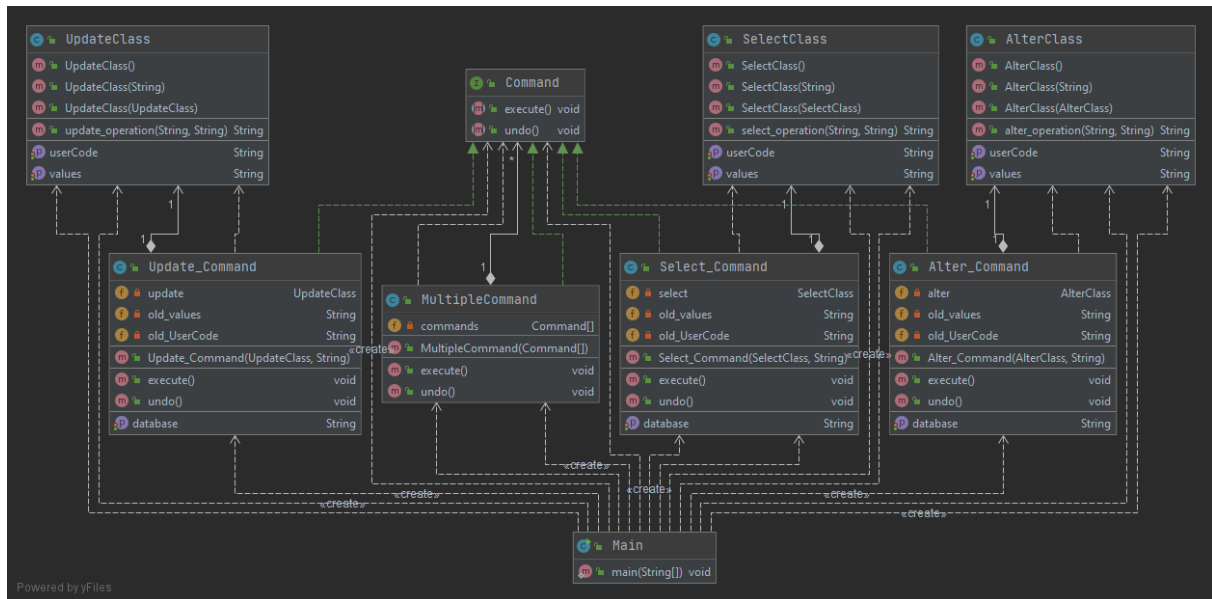 UpdateClass
UpdateClass()
UpdateClass(String)
UpdateClass(UpdateClass)
update_operation(String, String) String
userCode String
values String
Command
execute() void
undo() void
SelectClass
SelectClass()
SelectClass(String)
SelectClass(SelectClass)
select_operation(String, String) String
userCode String
values String
AlterClass
AlterClass()
AlterClass(String)
AlterClass(AlterClass)
alter_operation(String, String) String
userCode String
values String
*
1
1
1
1
1
1
1
Update_Command
update UpdateClass
old_values String
old_UserCode String
Update_Command(UpdateClass, String)
execute() void
undo() void
database String
«create»
MultipleCommand
commands Command[]
MultipleCommand(Command[])
execute() void
undo() void
Select_Command
select SelectClass
old_values String
old_UserCode String
Select_Command(SelectClass, String)
execute() void
undo() void
database String
«create»
Alter_Command
alter AlterClass
old_values String
old_UserCode String
Alter_Command(AlterClass, String)
execute() void
undo() void
database String
«create»
«create»
«create»
«create»
«create»
«create»
Main
main(String[]) void
Powered by yFiles